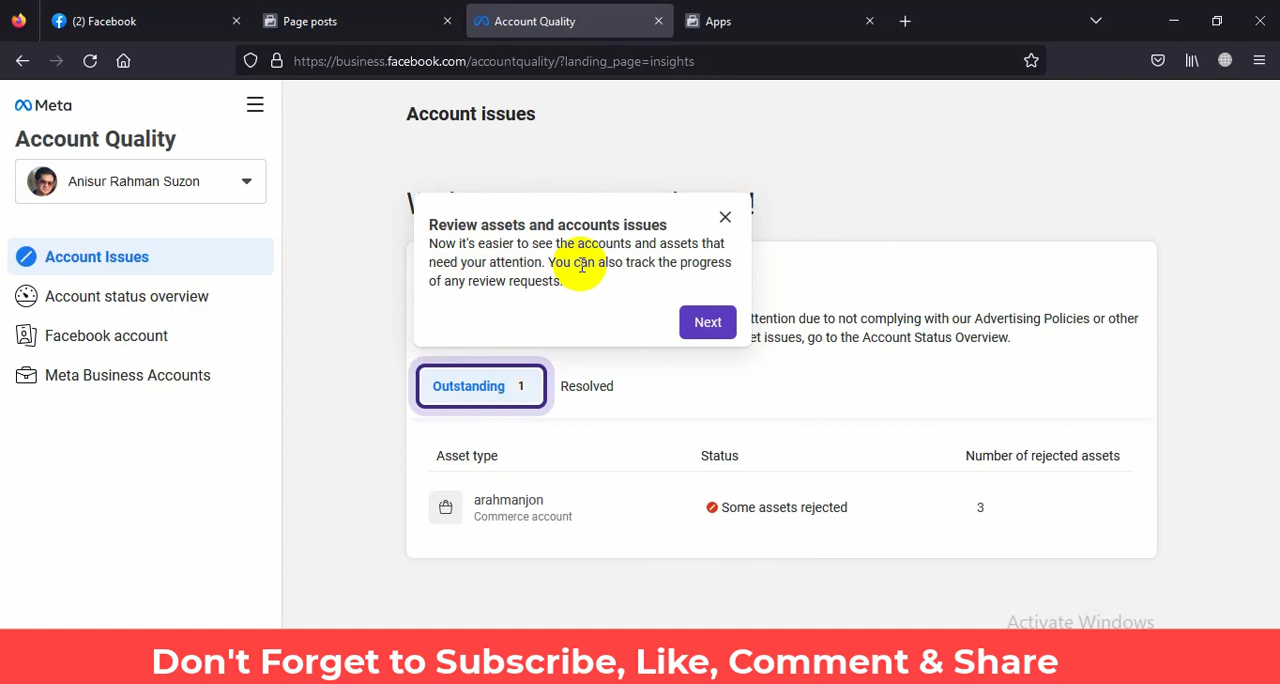 (2) Facebook
Page posts
Account Quality
Apps
https://business.facebook.com/accountquality/?landing_page=insights
Meta
Account Quality
Anisur Rahman Suzon
Account Issues
Account status overview
Facebook account
Meta Business Accounts
Account issues
!
Review assets and accounts issues
Now it's easier to see the accounts and assets that
need your attention. You can also track the progress
of any review requests.
Next
ttention due to not complying with our Advertising Policies or other
et issues, go to the Account Status Overview.
Outstanding 1
Resolved
Asset type Status Number of rejected assets
arahmanjon
Commerce account
Some assets rejected 3
Activate Windows
Don't Forget to Subscribe, Like, Comment & Share